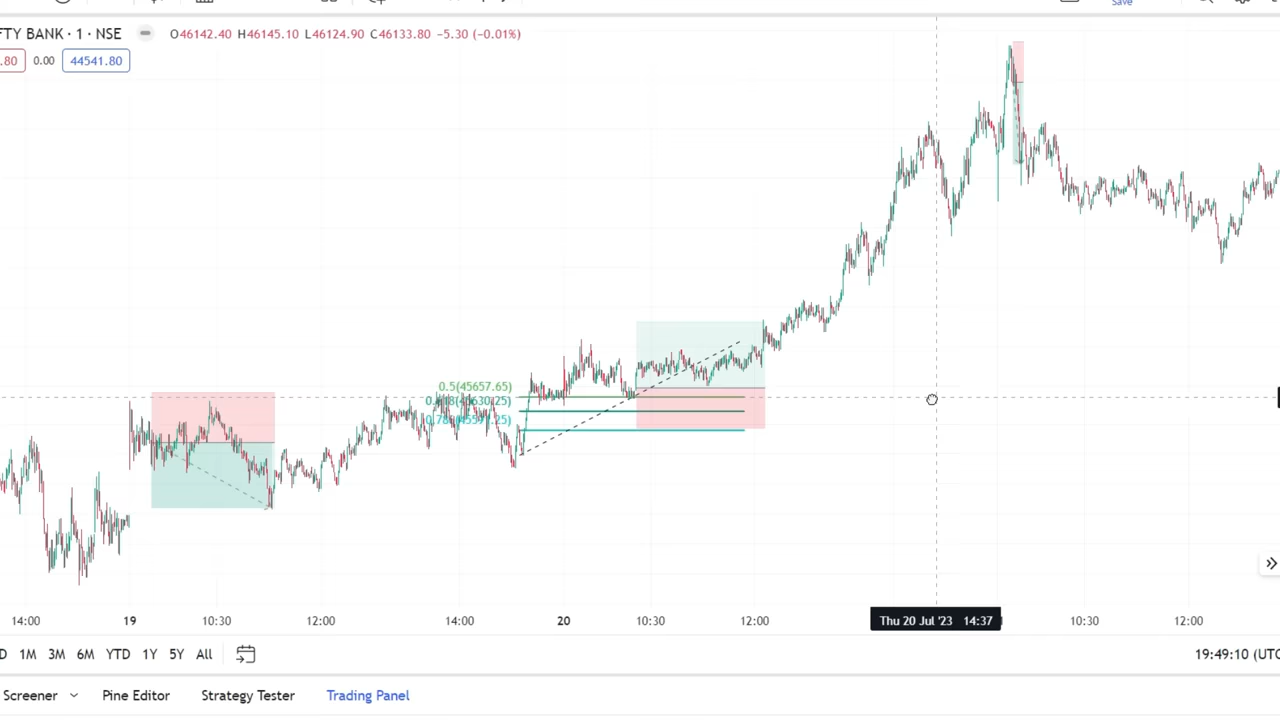 FTY BANK · 1 · NSE O46142.40 H46145.10 L46124.90 C46133.80 −5.30 (−0.01%)
Save
.80 0.00 44541.80
0.5(45657.65)
14:00 19 10:30 12:00 14:00 20 10:30 12:00 Thu 20 Jul '23 14:37 10:30 12:00
D 1M 3M 6M YTD 1Y 5Y All 19:49:10 (UTC
Screener Pine Editor Strategy Tester Trading Panel